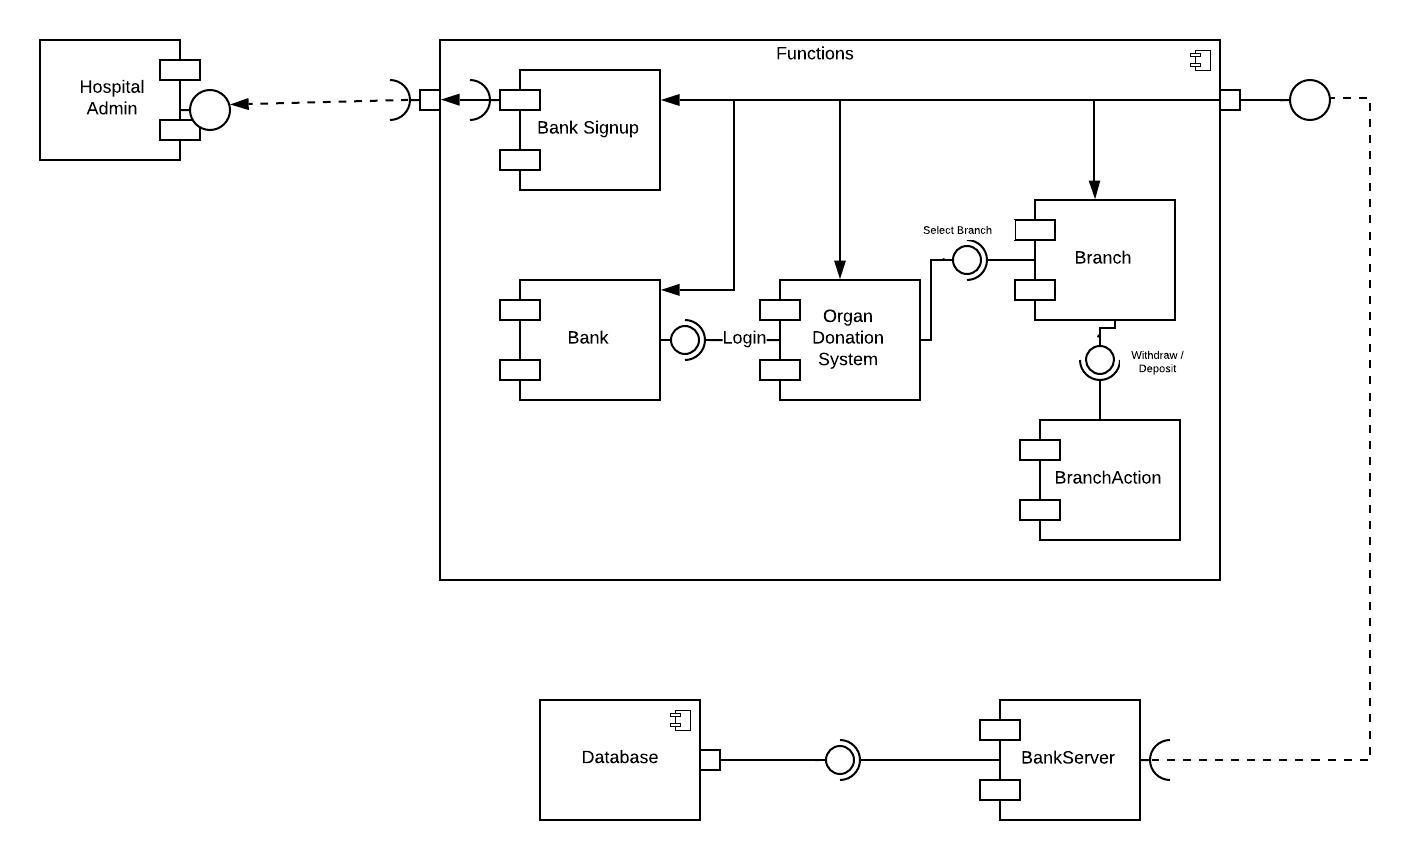 Functions
Hospital
Admin
Bank Signup
Select Branch
Branch
Bank
Login
Organ
Donation
System
Withdraw /
Deposit
BranchAction
Database
BankServer